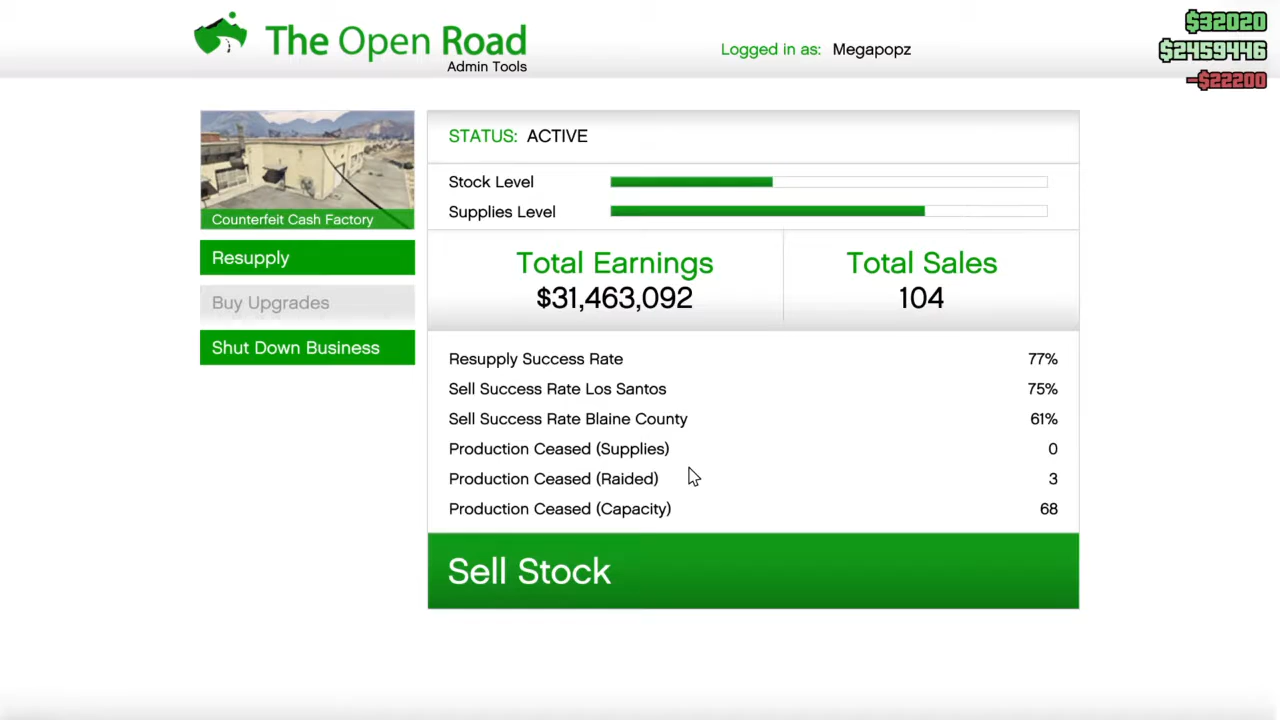 The Open Road
Admin Tools
Logged in as: Megapopz
$32020
$2459446
-$22200
Counterfeit Cash Factory
Resupply
Buy Upgrades
Shut Down Business
STATUS: ACTIVE
Stock Level
Supplies Level
Total Earnings
$31,463,092
Total Sales
104
Resupply Success Rate 77%
Sell Success Rate Los Santos 75%
Sell Success Rate Blaine County 61%
Production Ceased (Supplies) 0
Production Ceased (Raided) 3
Production Ceased (Capacity) 68
Sell Stock